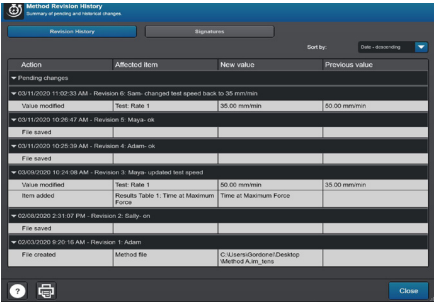 Method Revision History
Summary of pending and historical changes.
Revision History Signatures
Sort by: Date - descending
Action Affected item New value Previous value
Pending changes
03/11/2020 11:02:33 AM - Revision 6: Sam- changed test speed back to 35 mm/min
Value modified Test: Rate 1 35.00 mm/min 50.00 mm/min
03/11/2020 10:26:47 AM - Revision 5: Maya- ok
File saved
03/11/2020 10:25:39 AM - Revision 4: Adam- ok
File saved
03/09/2020 10:24:08 AM - Revision 3: Maya- updated test speed
Value modified Test: Rate 1 50.00 mm/min 35.00 mm/min
Item added Results Table 1: Time at Maximum Time at Maximum Force
Force
02/08/2020 2:31:07 PM - Revision 2: Sally- on
File saved
02/03/2020 9:20:16 AM - Revision 1: Adam
File created Method file C:\Users\Gordonel\Desktop
\Method A.im_tens
? Close